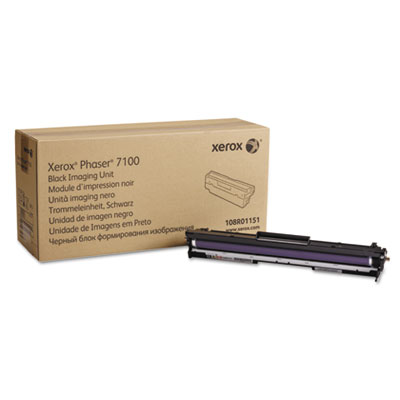 Xerox® Phaser® 7100
Black Imaging Unit
Module d'impression noir
Unità imaging nero
Trommeleinheit, Schwarz
Unidad de imagen negro
Unidade de Imagens em Preto
Черный блок формирования изображений
xerox
108R01151
www.xerox.com